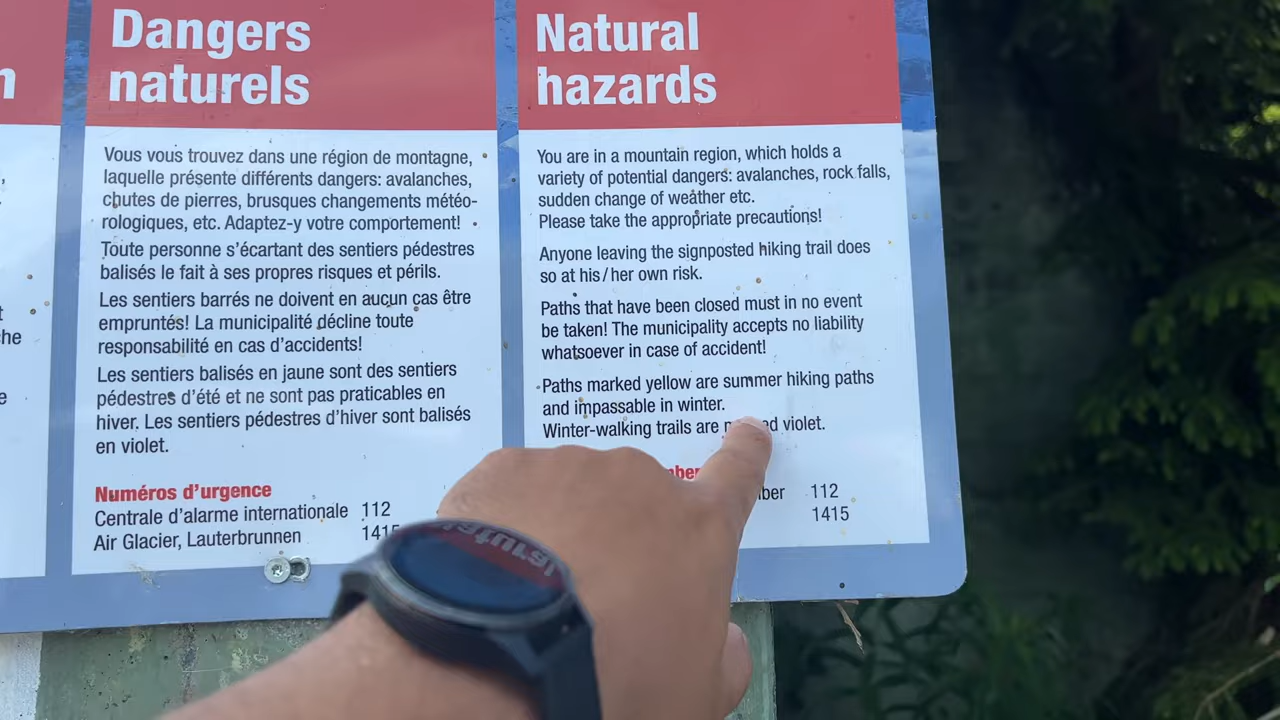 n
,
t
che
e
Dangers
naturels
Vous vous trouvez dans une région de montagne,
laquelle présente différents dangers: avalanches,
chutes de pierres, brusques changements météo-
rologiques, etc. Adaptez-y votre comportement!
Toute personne s'écartant des sentiers pédestres
balisés le fait à ses propres risques et périls.
Les sentiers barrés ne doivent en aucun cas être
empruntés! La municipalité décline toute
responsabilité en cas d'accidents!
Les sentiers balisés en jaune sont des sentiers
pédestres d'été et ne sont pas praticables en
hiver. Les sentiers pédestres d'hiver sont balisés
en violet.
Numéros d'urgence
Centrale d'alarme internationale 112
Air Glacier, Lauterbrunnen 1415
Natural
hazards
You are in a mountain region, which holds a
variety of potential dangers: avalanches, rock falls,
sudden change of weather etc.
Please take the appropriate precautions!
Anyone leaving the signposted hiking trail does
so at his/her own risk.
Paths that have been closed must in no event
be taken! The municipality accepts no liability
whatsoever in case of accident!
Paths marked yellow are summer hiking paths
and impassable in winter.
Winter-walking trails are violet.
112
1415